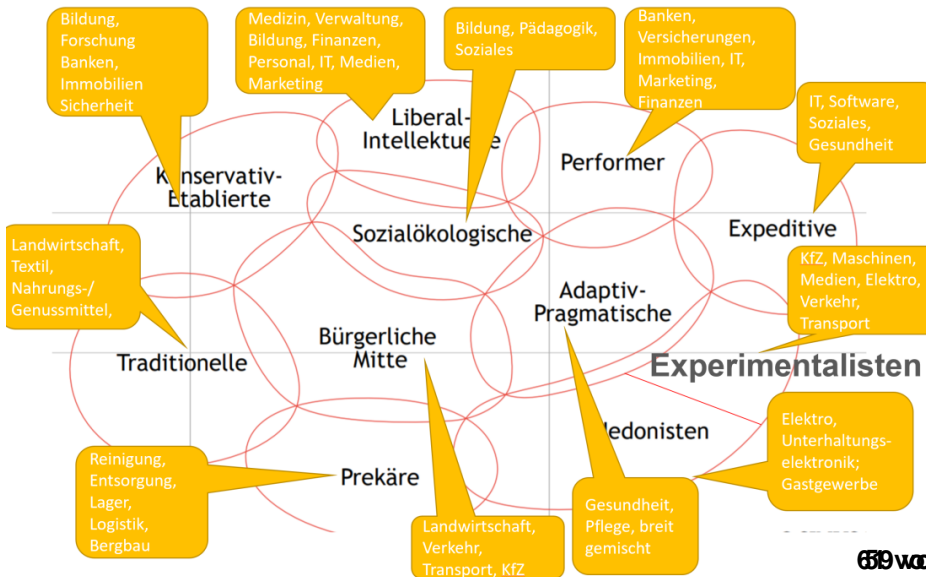 Bildung,
Forschung
Banken,
Immobilien
Sicherheit
Medizin, Verwaltung,
Bildung, Finanzen,
Personal, IT, Medien,
Marketing
Bildung, Pädagogik,
Soziales
Banken,
Versicherungen,
Immobilien, IT,
Marketing,
Finanzen
IT, Software,
Soziales,
Gesundheit
Liberal-
Intellektuelle
Performer
Konservativ-
Etablierte
Sozialökologische
Expeditive
Landwirtschaft,
Textil,
Nahrungs-/
Genussmittel,
KfZ, Maschinen,
Medien, Elektro,
Verkehr,
Transport
Adaptiv-
Pragmatische
Bürgerliche
Mitte
Traditionelle
Experimentalisten
Hedonisten
Elektro,
Unterhaltungs-
elektronik;
Gastgewerbe
Reinigung,
Entsorgung,
Lager,
Logistik,
Bergbau
Prekäre
Gesundheit,
Pflege, breit
gemischt
Landwirtschaft,
Verkehr,
Transport, KfZ